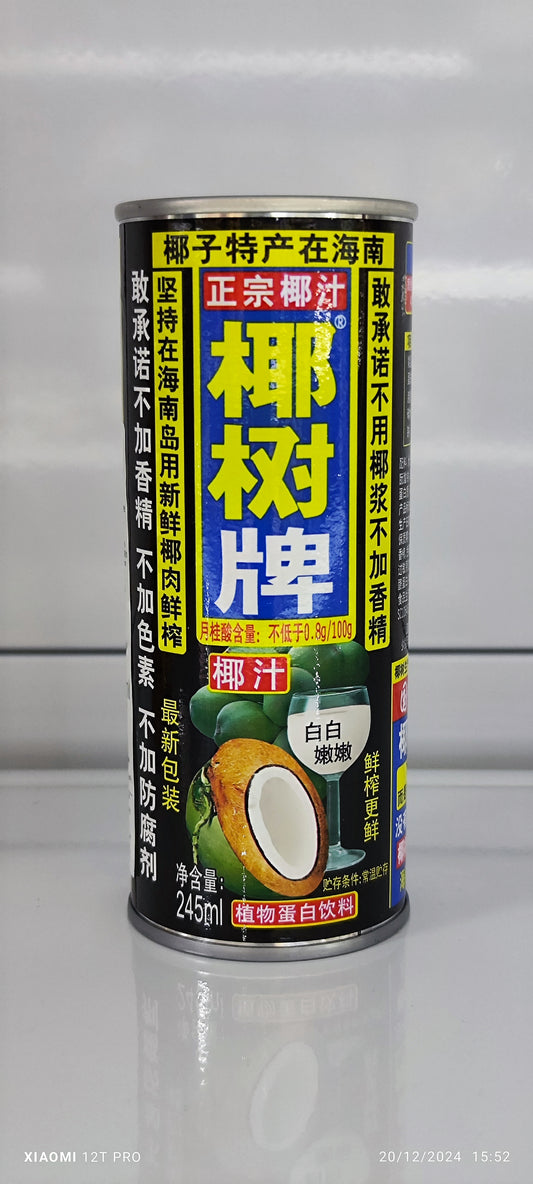 椰子特产在海南
敢承诺不加香精 不加色素 不加防腐剂
坚持在海南岛用新鲜椰肉鲜榨
正宗椰汁
椰树牌®
敢承诺不用椰浆不加香精
月桂酸含量：不低于0.8g/100g
椰汁
白白
嫩嫩
最新包装
鲜榨更鲜
贮存条件:常温贮存
净含量：
245ml
植物蛋白饮料
XIAOMI 12T PRO
20/12/2024 15:52